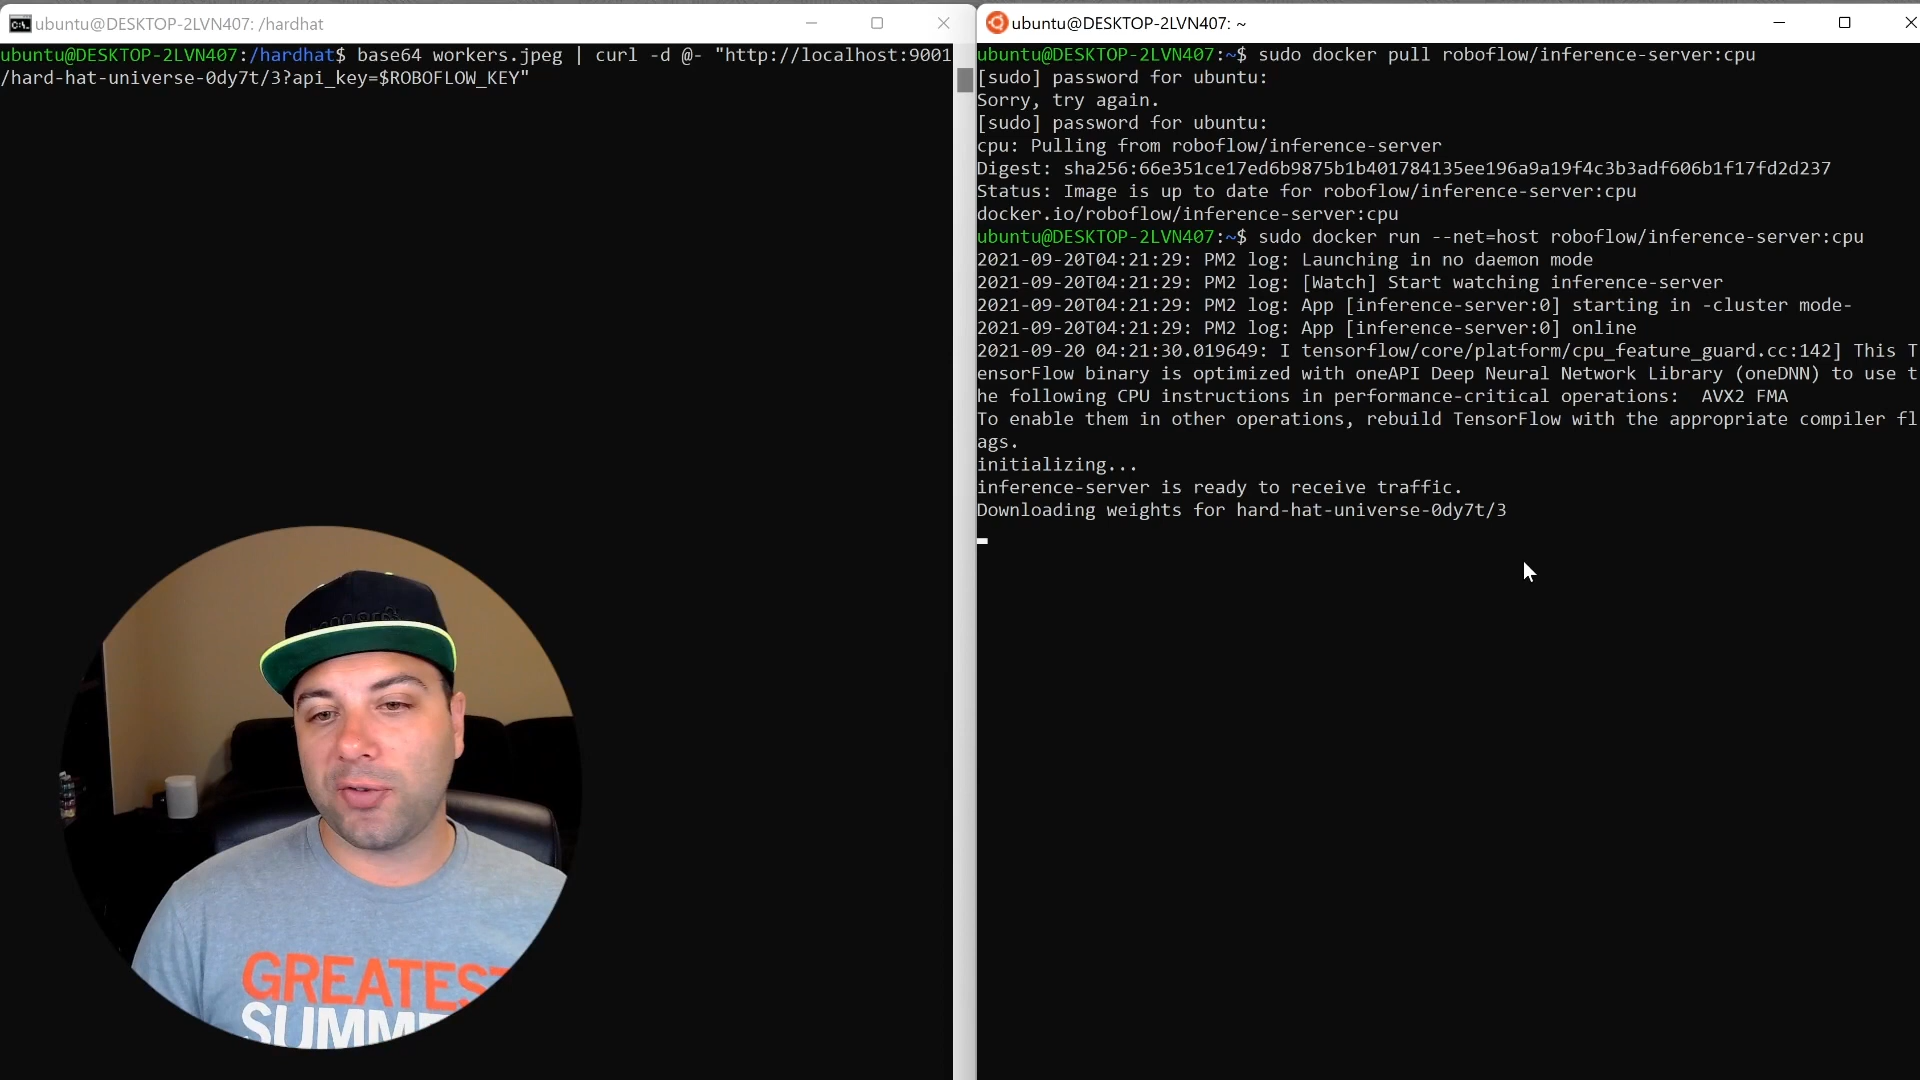 ubuntu@DESKTOP-2LVN407: /hardhat
ubuntu@DESKTOP-2LVN407:/hardhat$ base64 workers.jpeg | curl -d @- "http://localhost:9001
/hard-hat-universe-0dy7t/3?api_key=$ROBOFLOW_KEY"
ubuntu@DESKTOP-2LVN407: ~
ubuntu@DESKTOP-2LVN407:~$ sudo docker pull roboflow/inference-server:cpu
[sudo] password for ubuntu:
Sorry, try again.
[sudo] password for ubuntu:
cpu: Pulling from roboflow/inference-server
Digest: sha256:66e351ce17ed6b9875b1b401784135ee196a9a19f4c3b3adf606b1f17fd2d237
Status: Image is up to date for roboflow/inference-server:cpu
docker.io/roboflow/inference-server:cpu
ubuntu@DESKTOP-2LVN407:~$ sudo docker run --net=host roboflow/inference-server:cpu
2021-09-20T04:21:29: PM2 log: Launching in no daemon mode
2021-09-20T04:21:29: PM2 log: [Watch] Start watching inference-server
2021-09-20T04:21:29: PM2 log: App [inference-server:0] starting in -cluster mode-
2021-09-20T04:21:29: PM2 log: App [inference-server:0] online
2021-09-20 04:21:30.019649: I tensorflow/core/platform/cpu_feature_guard.cc:142] This T
ensorFlow binary is optimized with oneAPI Deep Neural Network Library (oneDNN) to use t
he following CPU instructions in performance-critical operations:  AVX2 FMA
To enable them in other operations, rebuild TensorFlow with the appropriate compiler fl
ags.
initializing...
inference-server is ready to receive traffic.
Downloading weights for hard-hat-universe-0dy7t/3
GREATEST
SUMME